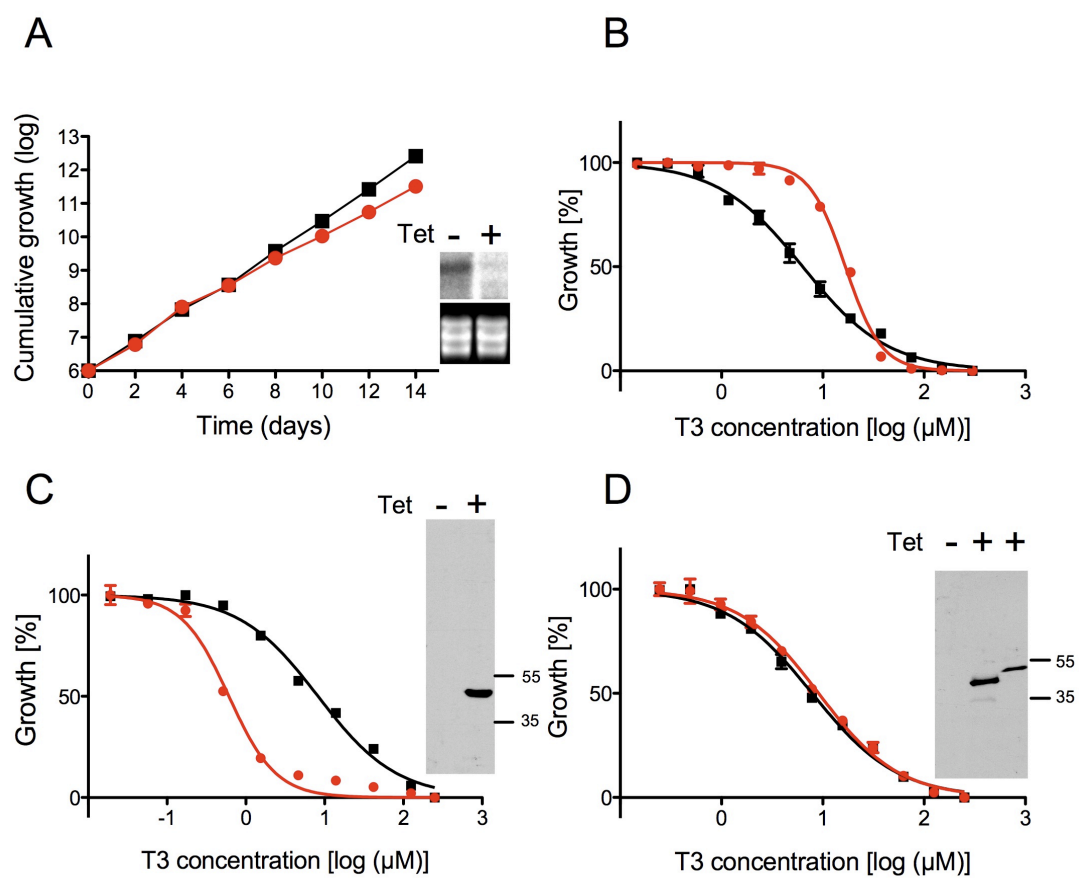 A
Cumulative growth (log)
13
12
11
10
9
8
7
6
0 2 4 6 8 10 12 14
Time (days)
Tet - +
B
Growth [%]
100
50
0
0 1 2 3
T3 concentration [log (µM)]
C
Tet - +
Growth [%]
100
50
0
-1 0 1 2 3
T3 concentration [log (µM)]
55
35
D
Tet - + +
Growth [%]
100
50
0
0 1 2 3
T3 concentration [log (µM)]
55
35